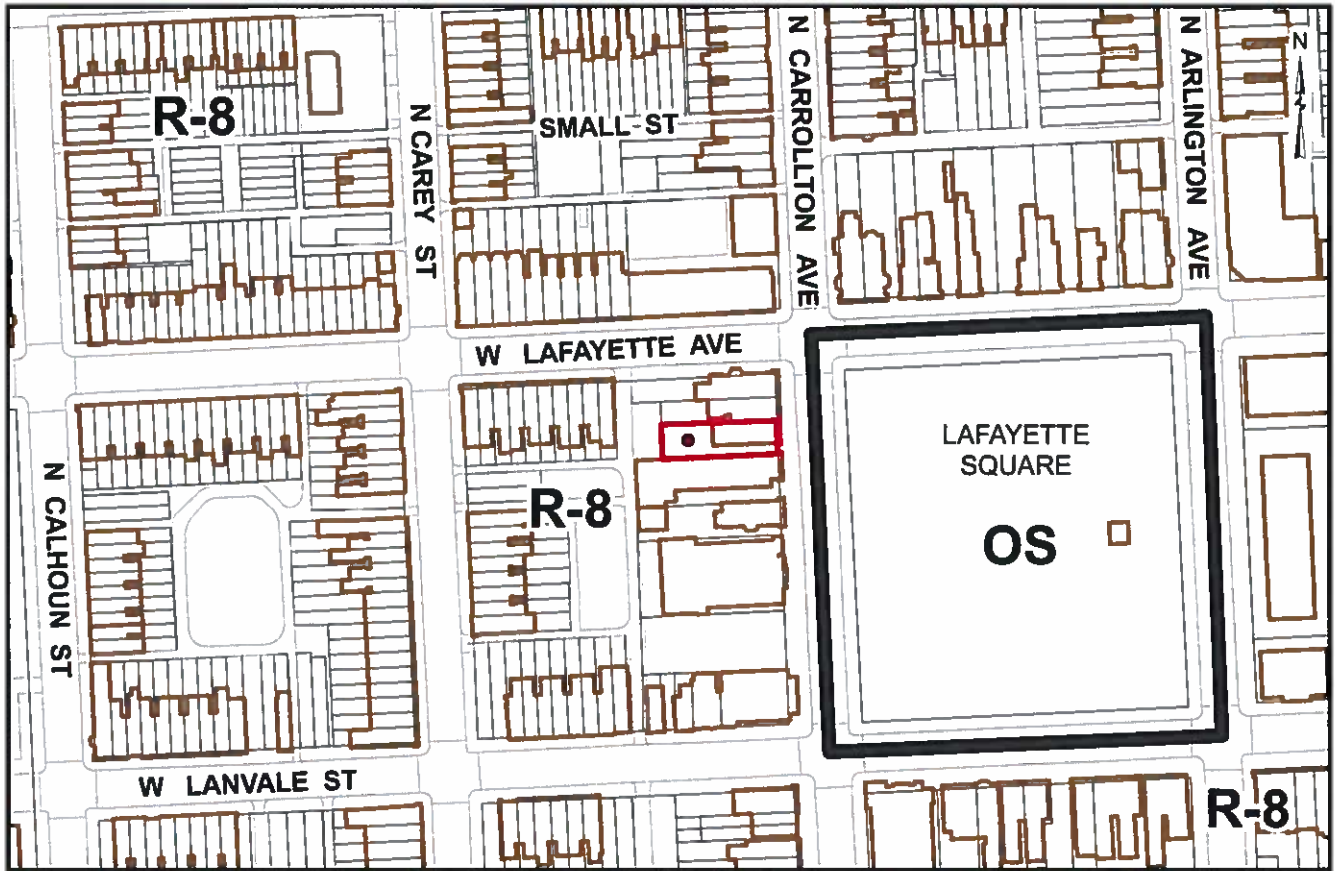 R-8
N CAREY ST
SMALL ST
N CARROLLTON AVE
N ARLINGTON AVE
N
W LAFAYETTE AVE
LAFAYETTE
SQUARE
OS
N CALHOUN ST
R-8
W LANVALE ST
R-8